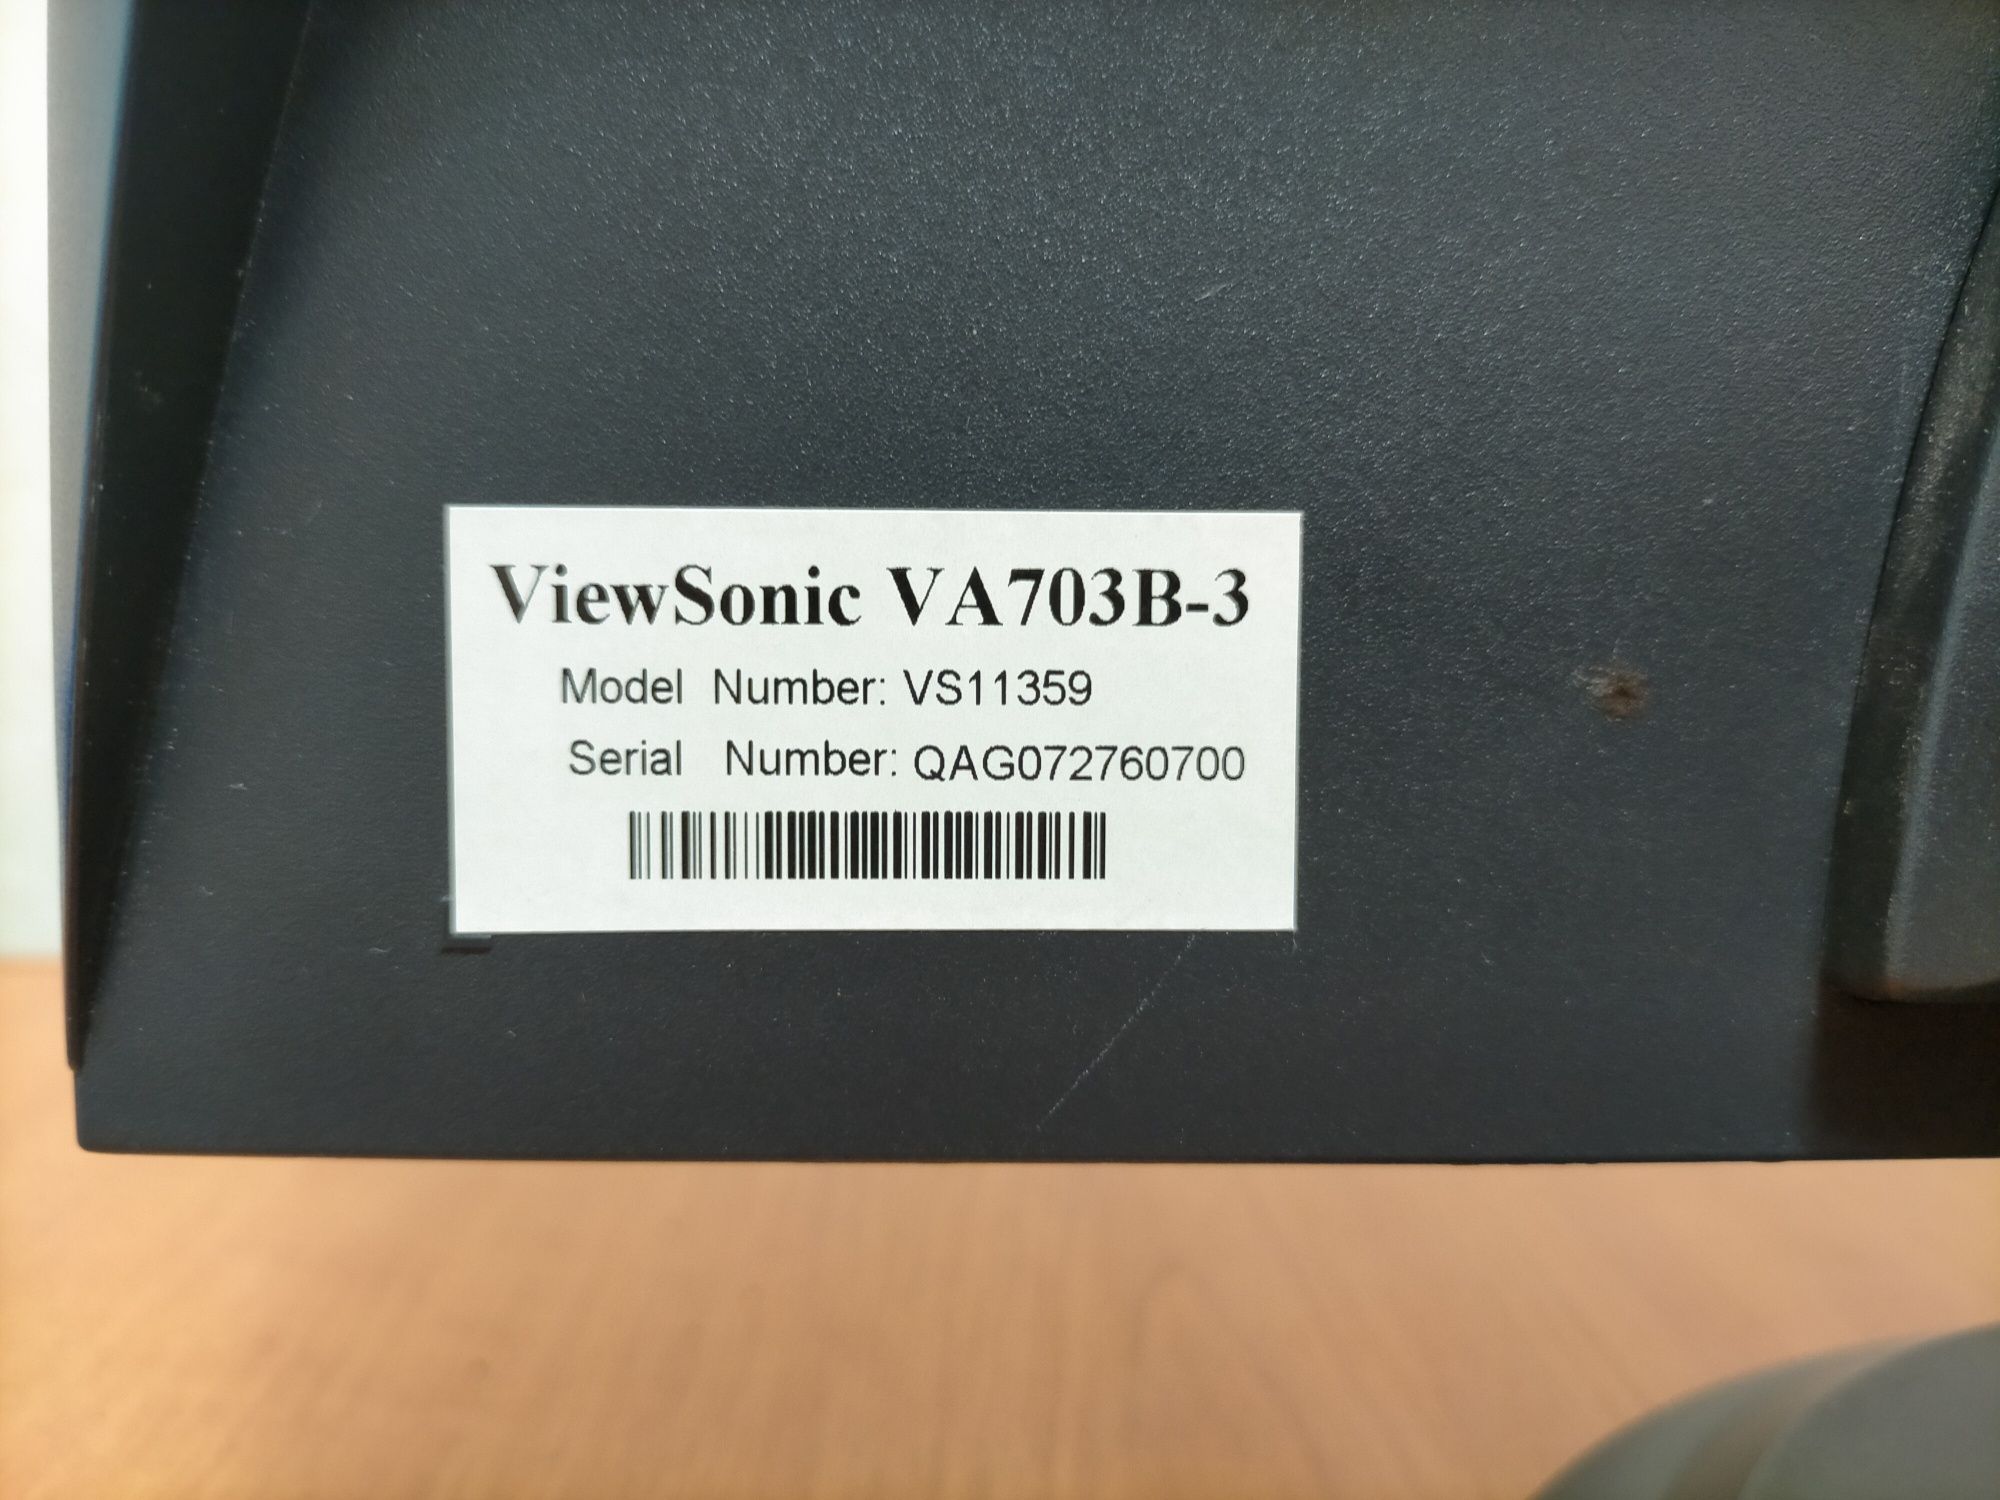 ViewSonic VA703B-3
Model Number: VS11359
Serial Number: QAG072760700